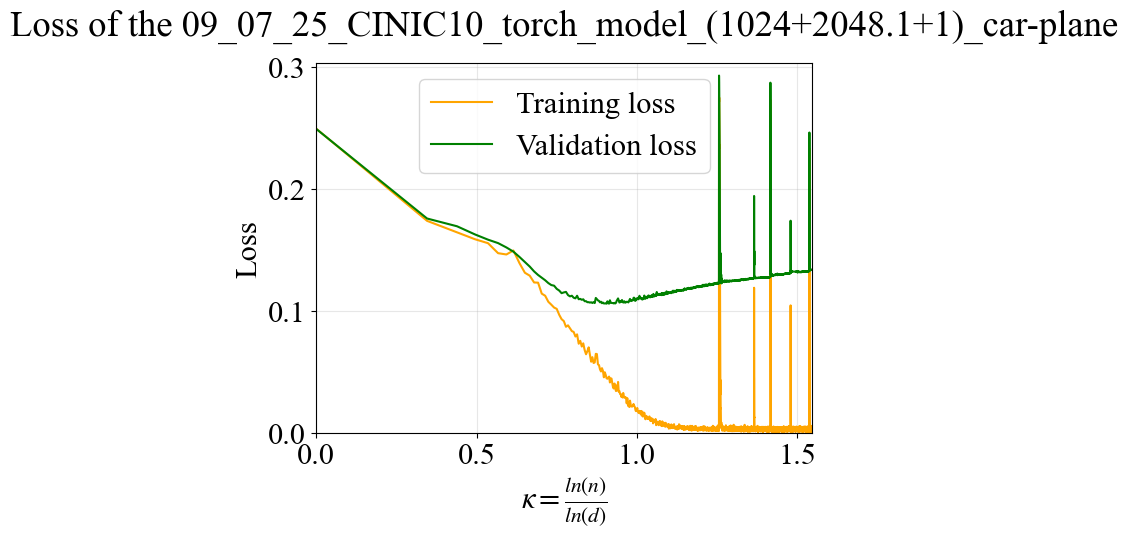 Loss of the 09_07_25_CINIC10_torch_model_(1024+2048.1+1)_car-plane
0.3
Training loss
Validation loss
0.2
Loss
0.1
0.0
0.0 0.5 1.0 1.5
κ = ln(n)/ln(d)